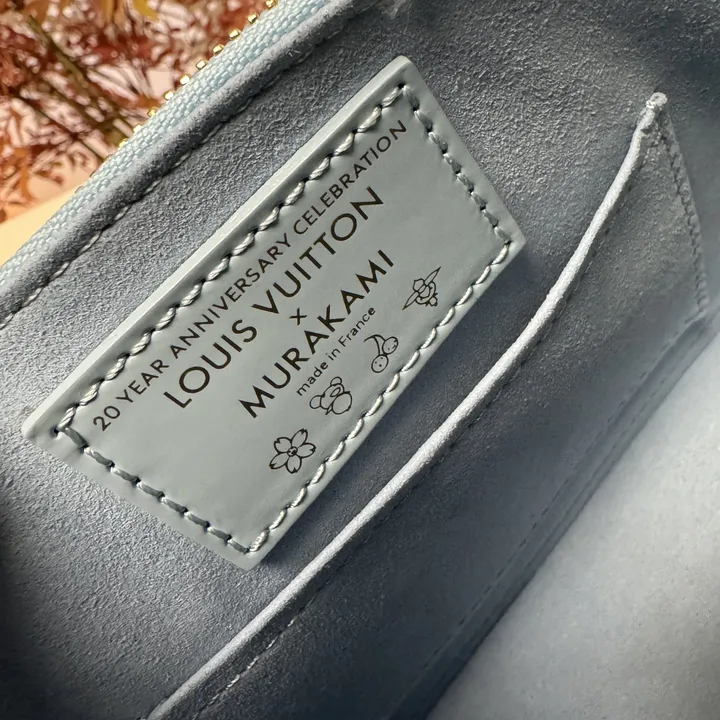 20 YEAR ANNIVERSARY CELEBRATION
LOUIS VUITTON
×
MURAKAMI
made in France